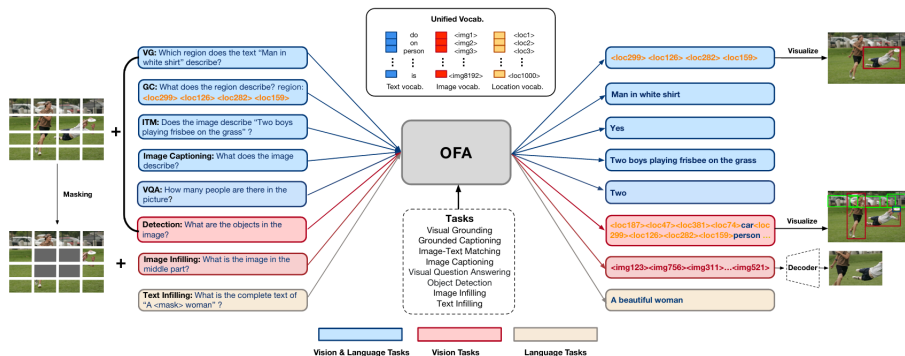 Unified Vocab.
do
on
person
is
Text vocab.
<img1>
<img2>
<img3>
<img8192>
Image vocab.
<loc1>
<loc2>
<loc3>
<loc1000>
Location vocab.
VG: Which region does the text “Man in
white shirt” describe?
GC: What does the region describe? region:
<loc299> <loc126> <loc282> <loc159>
ITM: Does the image describe “Two boys
playing frisbee on the grass” ?
Image Captioning: What does the image
describe?
VQA: How many people are there in the
picture?
Detection: What are the objects in
the image?
Image Infilling: What is the image in the
middle part?
Text Infilling: What is the complete text of
“A <mask> woman” ?
Masking
+
+
OFA
Tasks
Visual Grounding
Grounded Captioning
Image-Text Matching
Image Captioning
Visual Question Answering
Object Detection
Image Infilling
Text Infilling
<loc299> <loc126> <loc282> <loc159>
Visualize
Man in white shirt
Yes
Two boys playing frisbee on the grass
Two
<loc187><loc47><loc381><loc74>car<loc
299><loc126><loc282><loc159>person ...
Visualize
<img123><img756><img311>...<img521>
Decoder
A beautiful woman
Vision & Language Tasks
Vision Tasks
Language Tasks